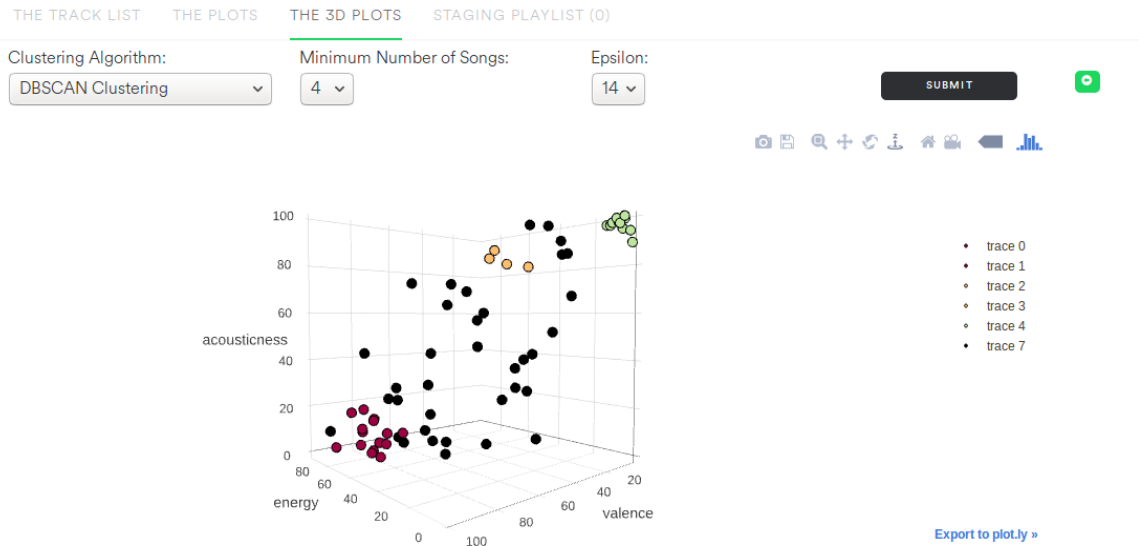 THE TRACK LIST THE PLOTS THE 3D PLOTS STAGING PLAYLIST (0)
Clustering Algorithm: Minimum Number of Songs: Epsilon:
DBSCAN Clustering 4 14 SUBMIT
z
100
80
60
acousticness
40
20
0
80
60
40
20
0
energy
20
40
60
80
100
valence
trace 0
trace 1
trace 2
trace 3
trace 4
trace 7
Export to plot.ly »